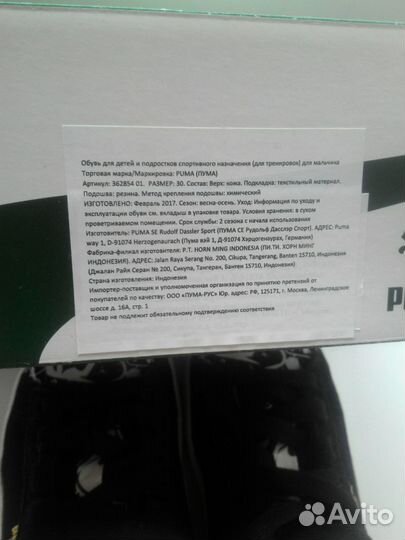 Обувь для детей и подростков спортивного назначения (для тренировок) для мальчика
Торговая марка/Маркировка: PUMA (ПУМА)
Артикул: 362854 01. РАЗМЕР: 30. Состав: Верх: кожа. Подкладка: текстильный материал.
Подошва: резина. Метод крепления подошвы: химический
ИЗГОТОВЛЕНО: Февраль 2017. Сезон: весна-осень. Уход: Информация по уходу и
эксплуатации обуви см. вкладыш в упаковке товара. Условия хранения: в сухом
проветриваемом помещении. Срок службы: 2 сезона с начала использования
Изготовитель: PUMA SE Rudolf Dassler Sport (ПУМА СЕ Рудольф Дасслер Спорт). АДРЕС: Puma
way 1, D-91074 Herzogenaurach (Пума вэй 1, Д-91074 Херцогенаурах, Германия)
Фабрика-филиал изготовителя: P.T. HORN MING INDONESIA (ПИ.ТИ. ХОРН МИНГ
ИНДОНЕЗИЯ). АДРЕС: Jalan Raya Serang No. 200, Cikupa, Tangerang, Banten 15710, Indonesia
(Джалан Райя Серан 200, Сикупа, Тангеран, Бантен 15710, Индонезия)
Страна изготовления: Индонезия
Импортер-поставщик и уполномоченная организация по принятию претензий от
покупателей по качеству: ООО «ПУМА-РУС» Юр. адрес: РФ, 125171, г. Москва, Ленинградское
шоссе д. 16А, стр. 1
Товар не подлежит обязательному подтверждению соответствия
Avito